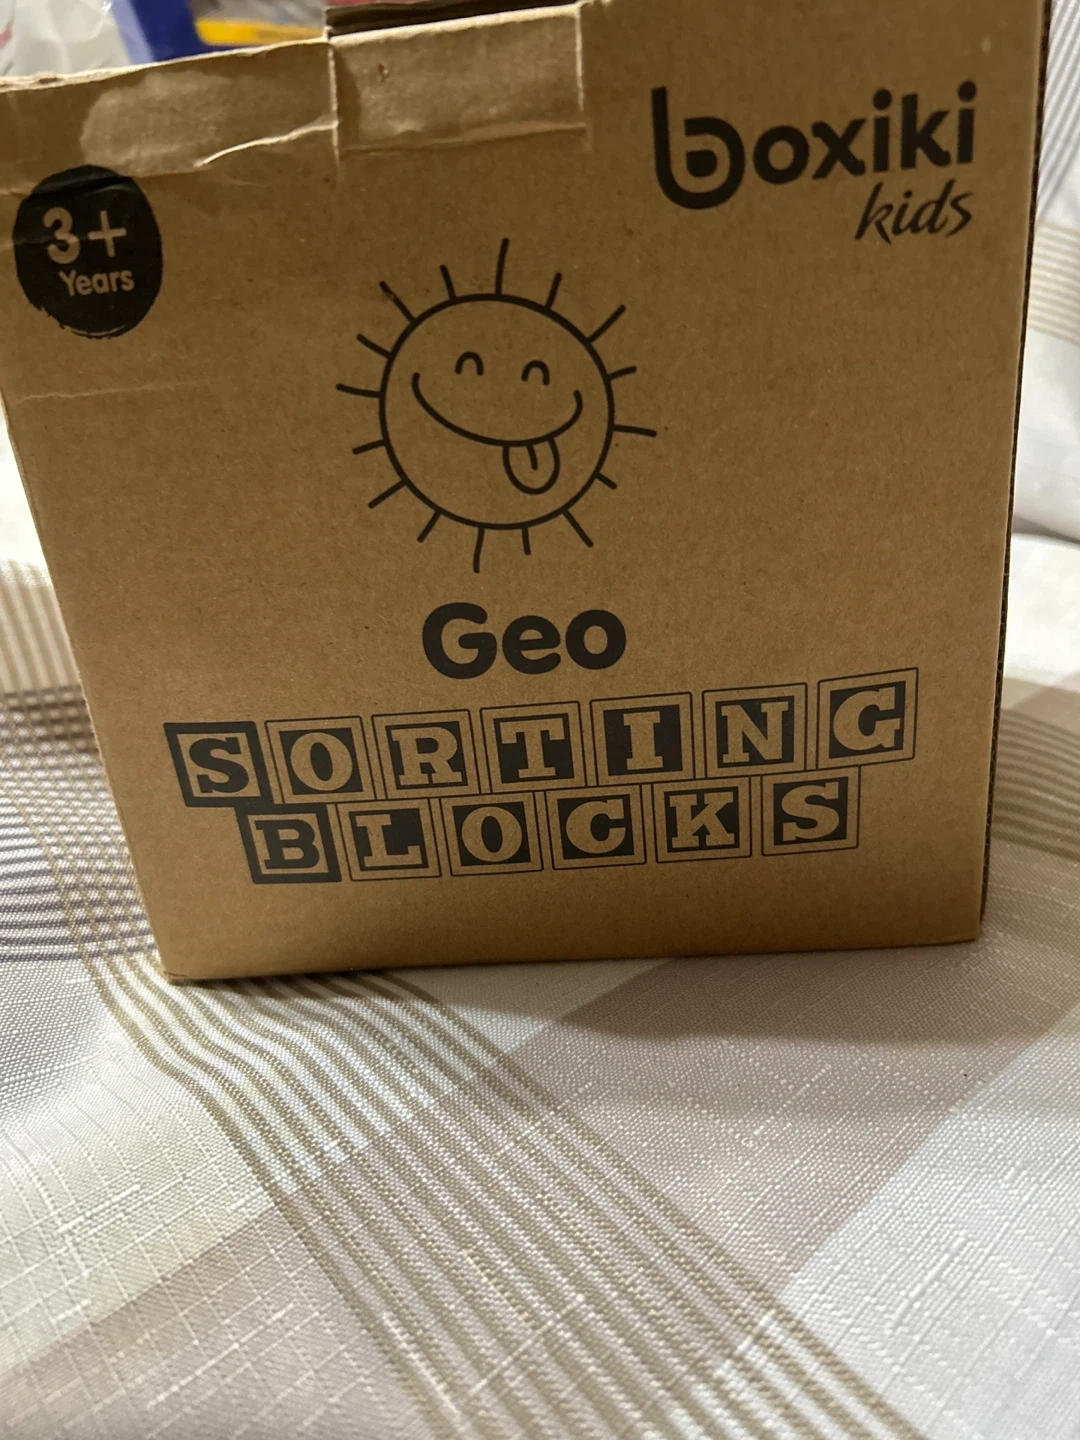 boxiki
kids
3+
Years
Geo
SORTING
BLOCKS